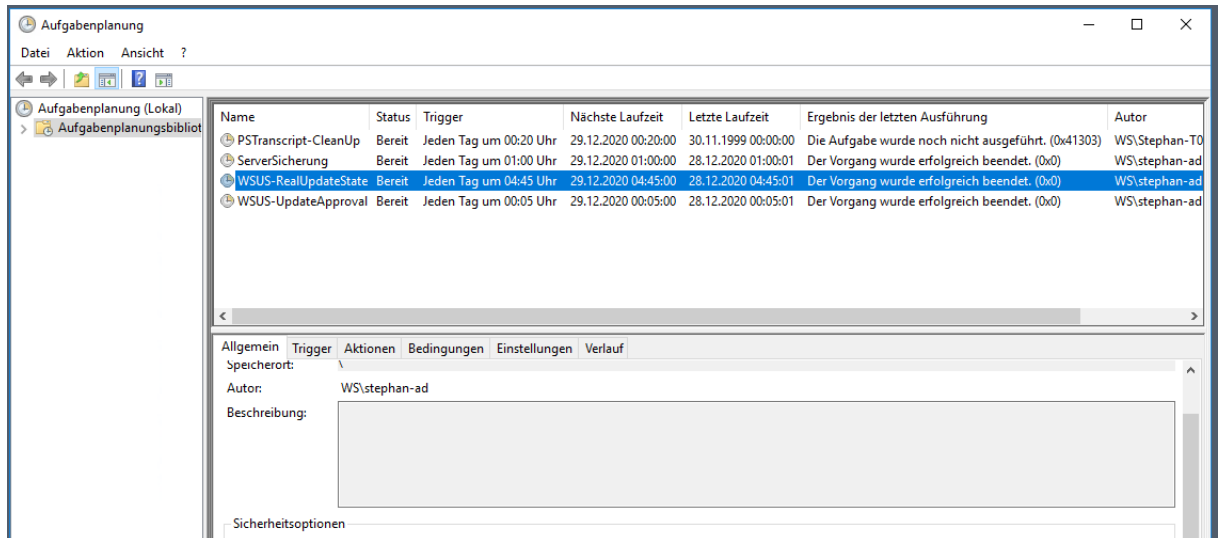 Aufgabenplanung
Datei Aktion Ansicht ?
Aufgabenplanung (Lokal)
Aufgabenplanungsbibliot
Name Status Trigger Nächste Laufzeit Letzte Laufzeit Ergebnis der letzten Ausführung Autor
PSTranscript-CleanUp Bereit Jeden Tag um 00:20 Uhr 29.12.2020 00:20:00 30.11.1999 00:00:00 Die Aufgabe wurde noch nicht ausgeführt. (0x41303) WS\Stephan-T0
ServerSicherung Bereit Jeden Tag um 01:00 Uhr 29.12.2020 01:00:00 28.12.2020 01:00:01 Der Vorgang wurde erfolgreich beendet. (0x0) WS\stephan-ad
WSUS-RealUpdateState Bereit Jeden Tag um 04:45 Uhr 29.12.2020 04:45:00 28.12.2020 04:45:01 Der Vorgang wurde erfolgreich beendet. (0x0) WS\stephan-ad
WSUS-UpdateApproval Bereit Jeden Tag um 00:05 Uhr 29.12.2020 00:05:00 28.12.2020 00:05:01 Der Vorgang wurde erfolgreich beendet. (0x0) WS\stephan-ad
Allgemein Trigger Aktionen Bedingungen Einstellungen Verlauf
Speicherort: \
Autor: WS\stephan-ad
Beschreibung:
Sicherheitsoptionen